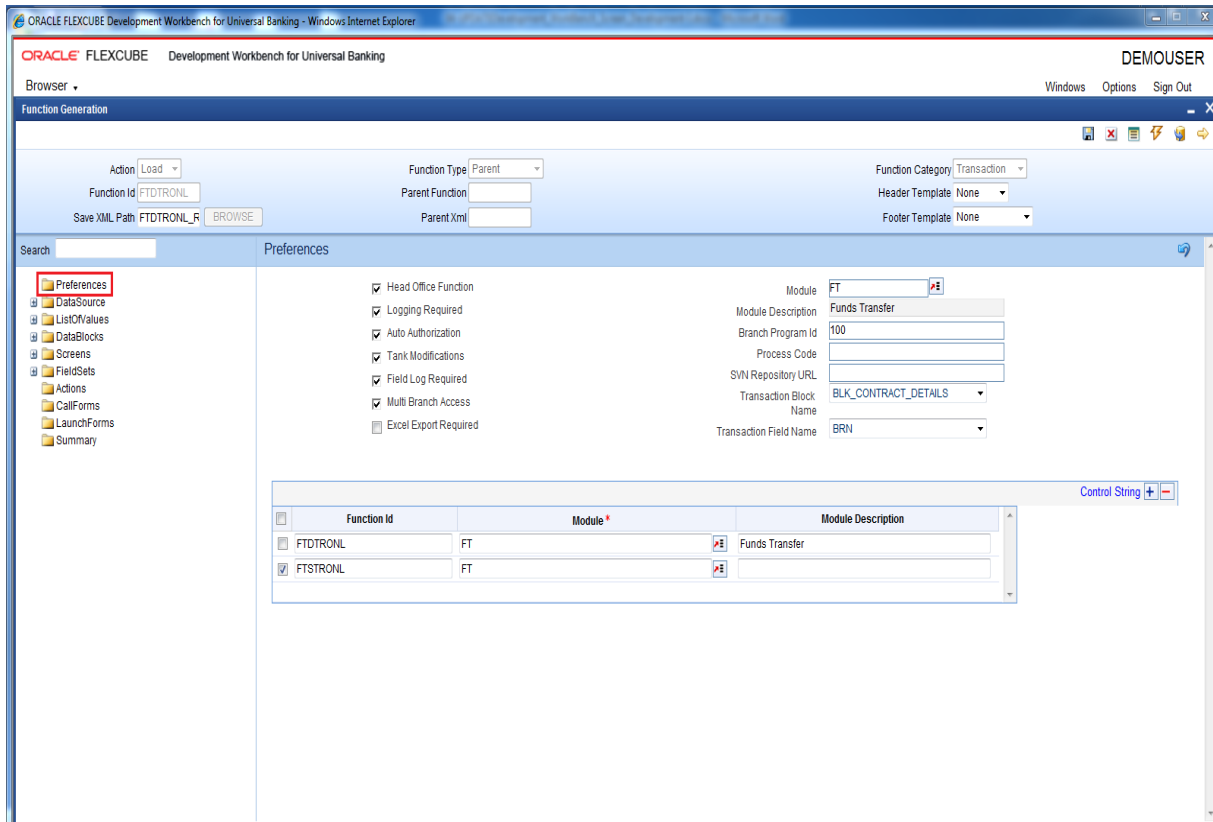 ORACLE FLEXCUBE Development Workbench for Universal Banking - Windows Internet Explorer
ORACLE FLEXCUBE Development Workbench for Universal Banking
DEMOUSER
Browser
Windows Options Sign Out
Function Generation
Action Load
Function Type Parent
Function Category Transaction
Function Id FTDTRONL
Parent Function
Header Template None
Save XML Path FTDTRONL_R BROWSE
Parent Xml
Footer Template None
Search
Preferences
Preferences
DataSource
ListOfValues
DataBlocks
Screens
FieldSets
Actions
CallForms
LaunchForms
Summary
Head Office Function
Logging Required
Auto Authorization
Tank Modifications
Field Log Required
Multi Branch Access
Excel Export Required
Module FT
Module Description Funds Transfer
Branch Program Id 100
Process Code
SVN Repository URL
Transaction Block Name BLK_CONTRACT_DETAILS
Transaction Field Name BRN
Control String
Function Id Module * Module Description
FTDTRONL FT Funds Transfer
FTSTRONL FT